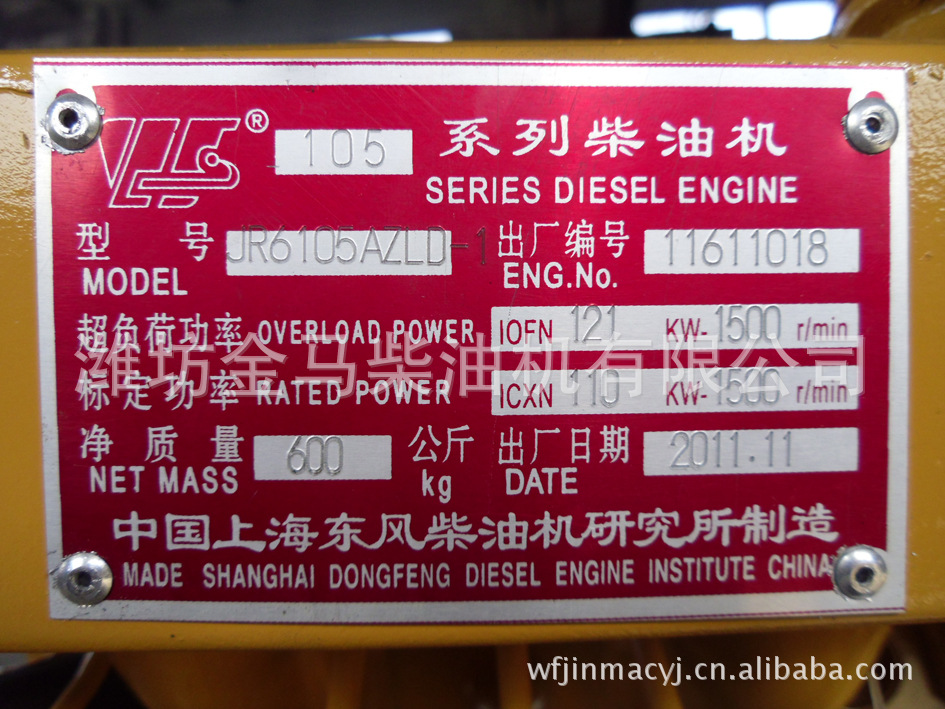 ® 105 系列柴油机
SERIES DIESEL ENGINE
型 号 JR6105AZLD-1 出厂编号 11611018
MODEL ENG.No.
超负荷功率 OVERLOAD POWER IOFN 121 KW-1500 r/min
潍坊金马柴油机有限公司
标定功率 RATED POWER ICXN 110 KW-1500 r/min
净 质 量 600 公斤 出厂日期 2011.11
NET MASS kg DATE
中国上海东风柴油机研究所制造
MADE SHANGHAI DONGFENG DIESEL ENGINE INSTITUTE CHINA
wfjinmacyj.cn.alibaba.com